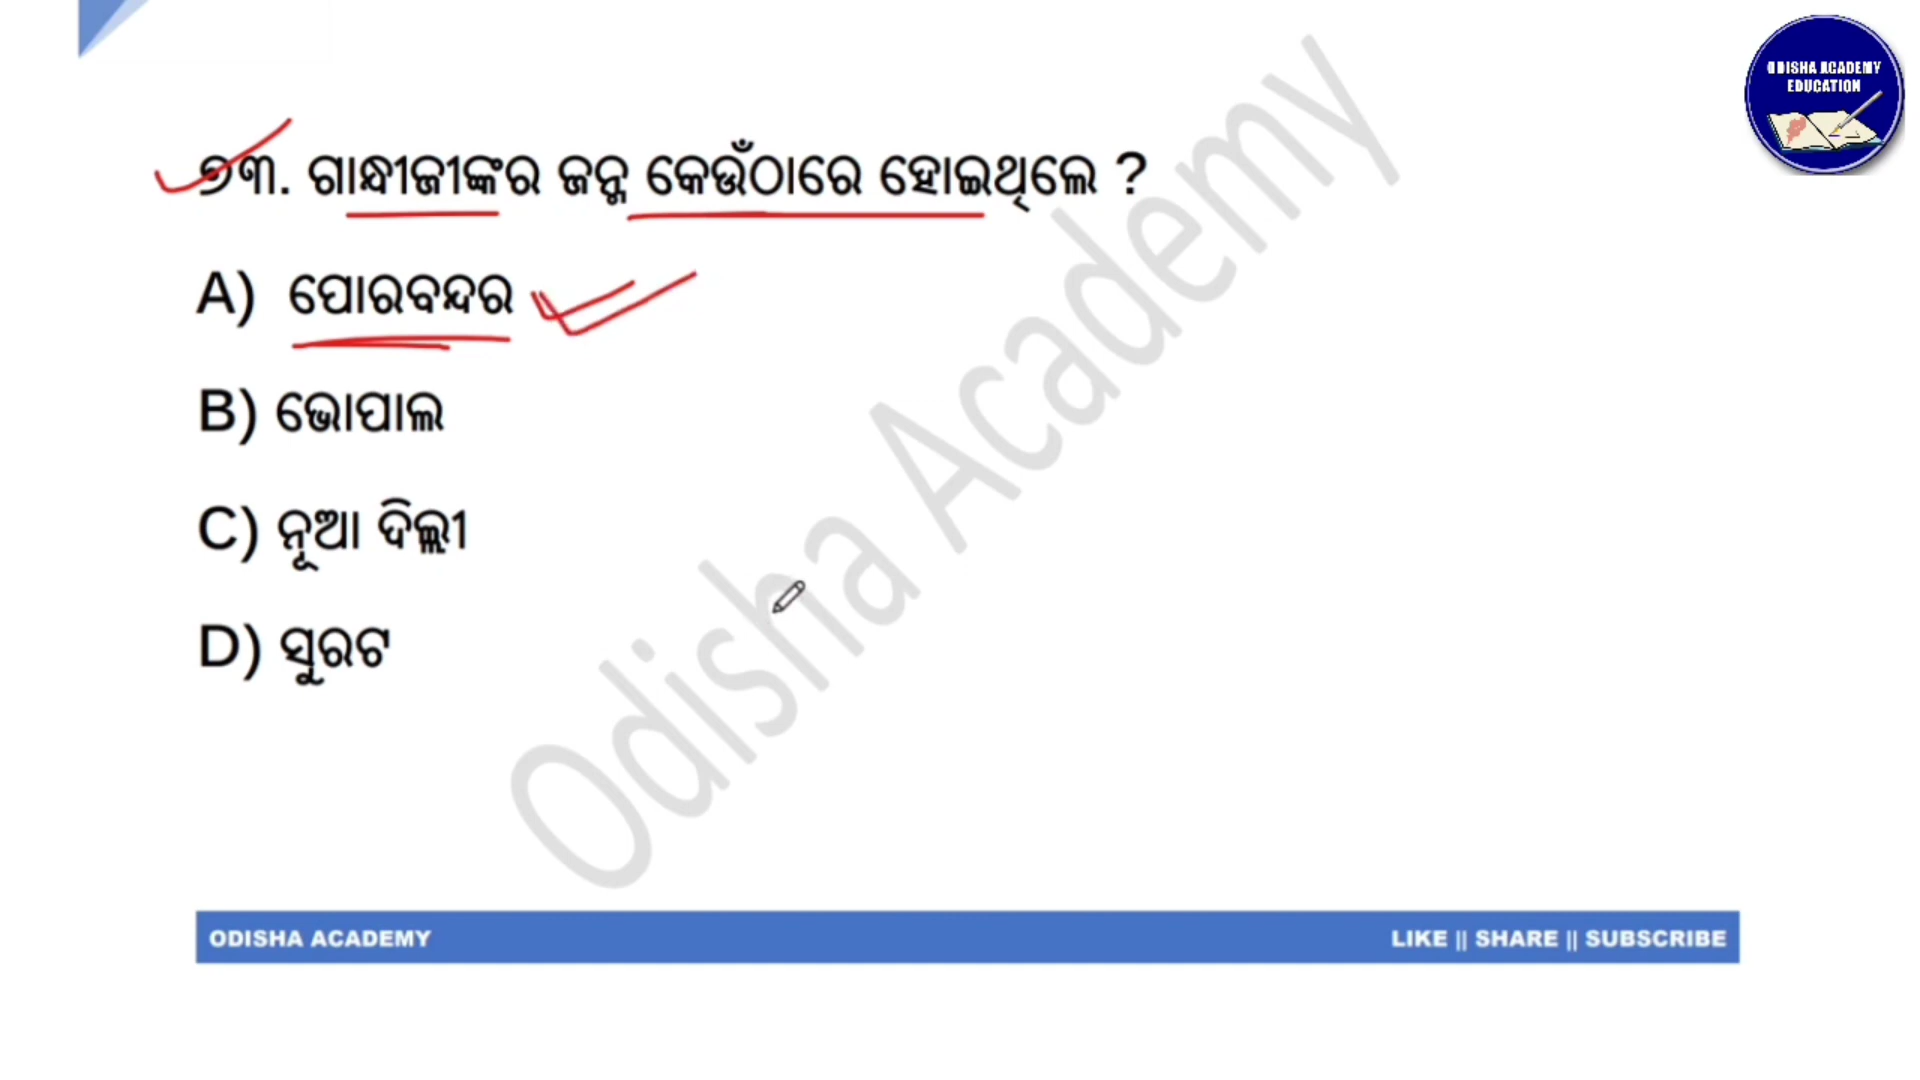 ODISHA ACADEMY
EDUCATION
୭୩. ଗାନ୍ଧୀଜୀଙ୍କର ଜନ୍ମ କେଉଁଠାରେ ହୋଇଥିଲେ ?
A) ପୋରବନ୍ଦର
B) ଭୋପାଲ
C) ନୂଆ ଦିଲ୍ଲୀ
D) ସୁରଟ
Odisha Academy
ODISHA ACADEMY
LIKE || SHARE || SUBSCRIBE